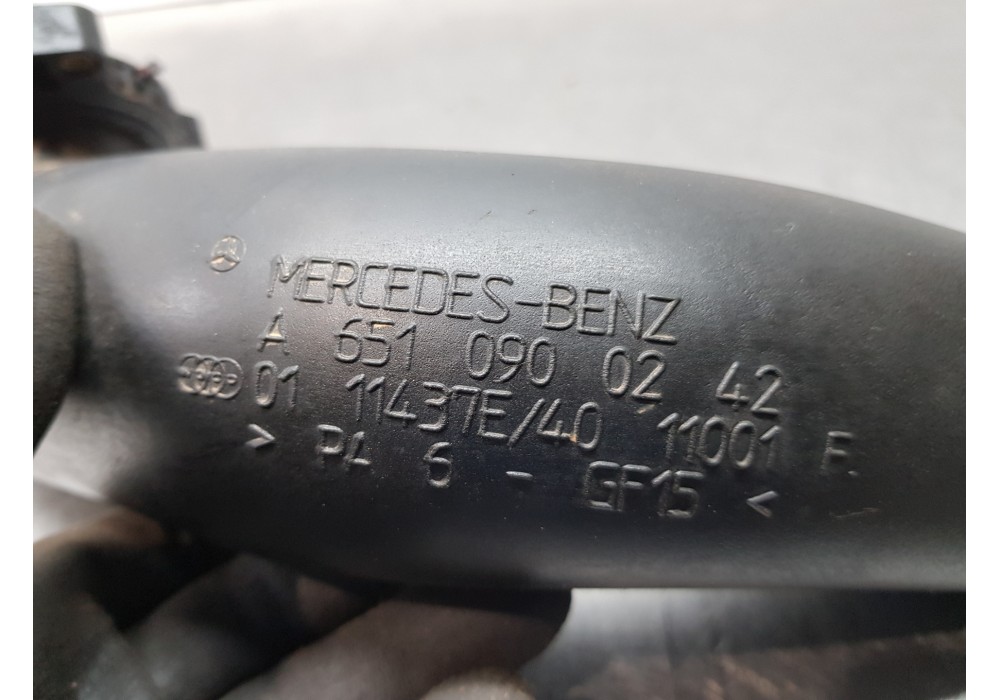 MERCEDES-BENZ
A 651 090 02 42
01 11437E/40 11001 F.
> PA 6 - GF15 <